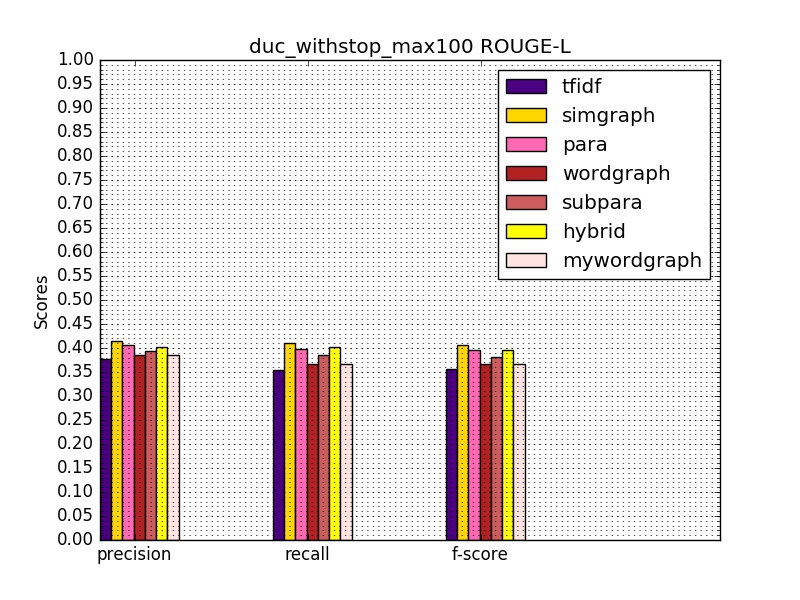 duc_withstop_max100 ROUGE-L
1.00
0.95
0.90
0.85
0.80
0.75
0.70
0.65
0.60
0.55
0.50
0.45
0.40
0.35
0.30
0.25
0.20
0.15
0.10
0.05
0.00
Scores
tfidf
simgraph
para
wordgraph
subpara
hybrid
mywordgraph
precision recall f-score